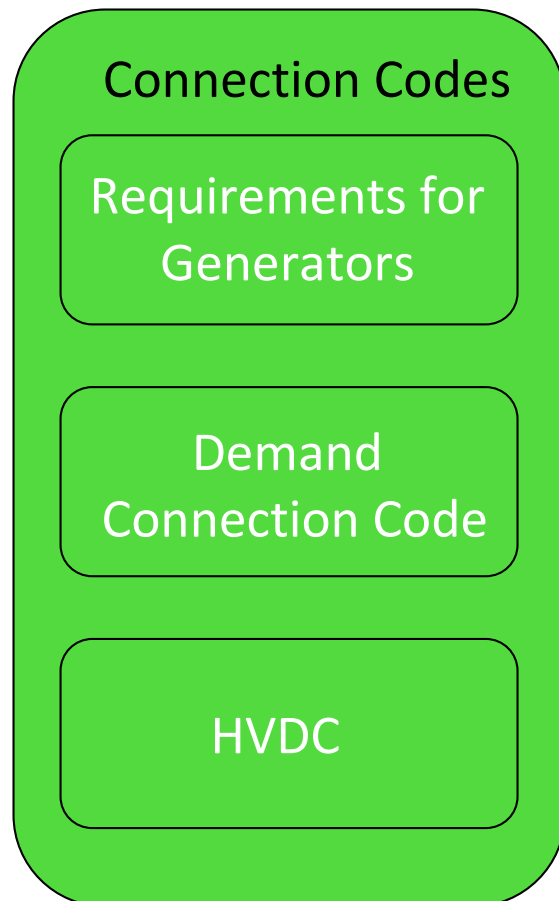 Connection Codes
Requirements for
Generators
Demand
Connection Code
HVDC